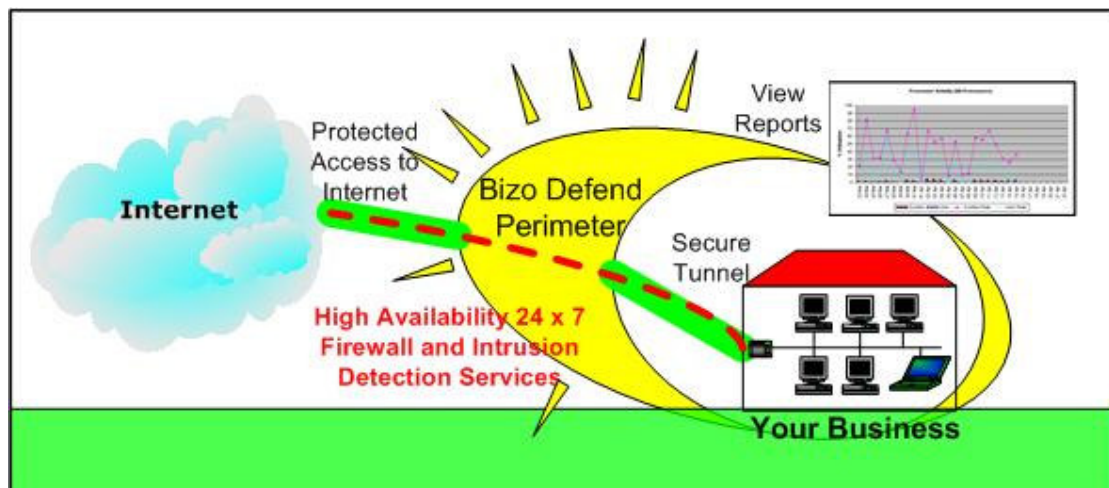 Internet
Protected
Access to
Internet
Bizo Defend
Perimeter
View
Reports
Secure
Tunnel
High Availability 24 x 7
Firewall and Intrusion
Detection Services
Your Business